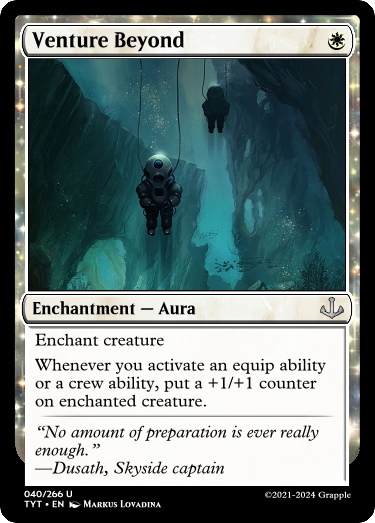 Venture Beyond
Enchantment — Aura
Enchant creature
Whenever you activate an equip ability
or a crew ability, put a +1/+1 counter
on enchanted creature.
“No amount of preparation is ever really
enough.”
—Dusath, Skyside captain
040/266 U
TYT • EN Markus Lovadina
©2021-2024 Grapple